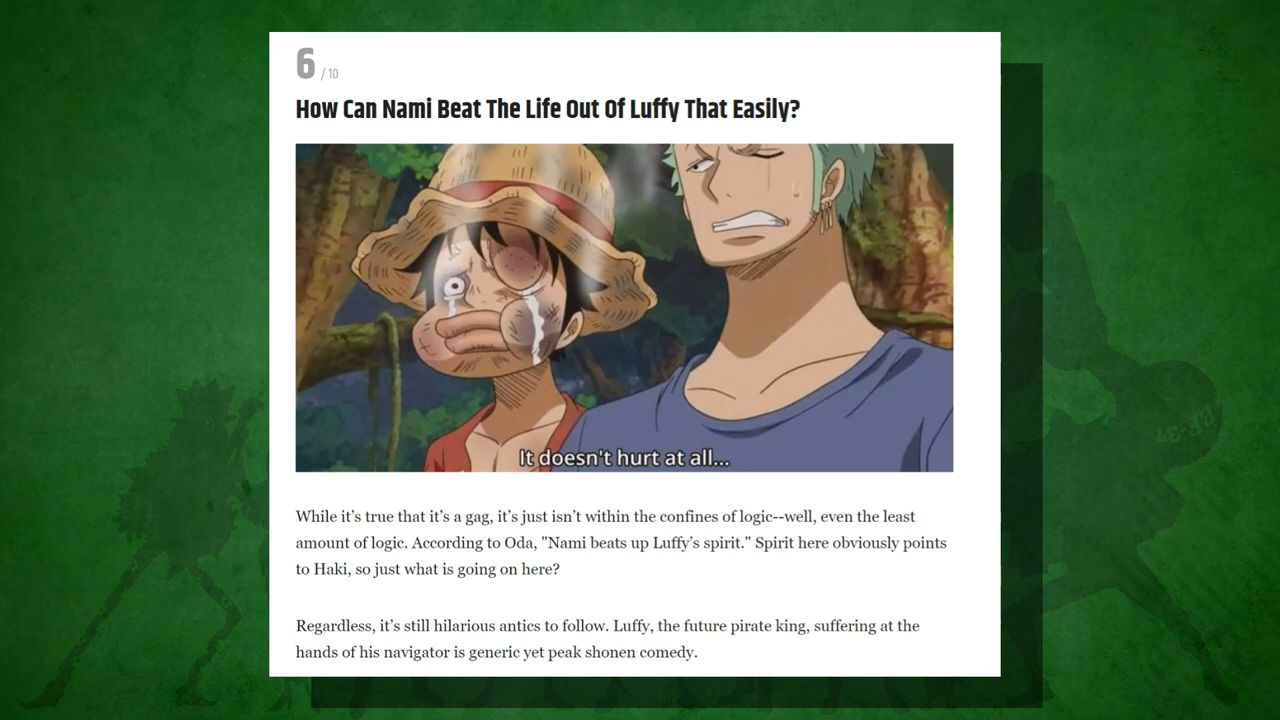 6 / 10
How Can Nami Beat The Life Out Of Luffy That Easily?
It doesn't hurt at all...
While it’s true that it’s a gag, it’s just isn’t within the confines of logic--well, even the least
amount of logic. According to Oda, "Nami beats up Luffy’s spirit." Spirit here obviously points
to Haki, so just what is going on here?
Regardless, it’s still hilarious antics to follow. Luffy, the future pirate king, suffering at the
hands of his navigator is generic yet peak shonen comedy.